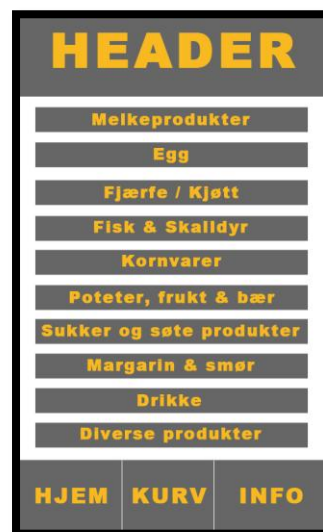 HEADER
Melkeprodukter
Egg
Fjærfe / Kjøtt
Fisk & Skalldyr
Kornvarer
Poteter, frukt & bær
Sukker og søte produkter
Margarin & smør
Drikke
Diverse produkter
HJEM KURV INFO